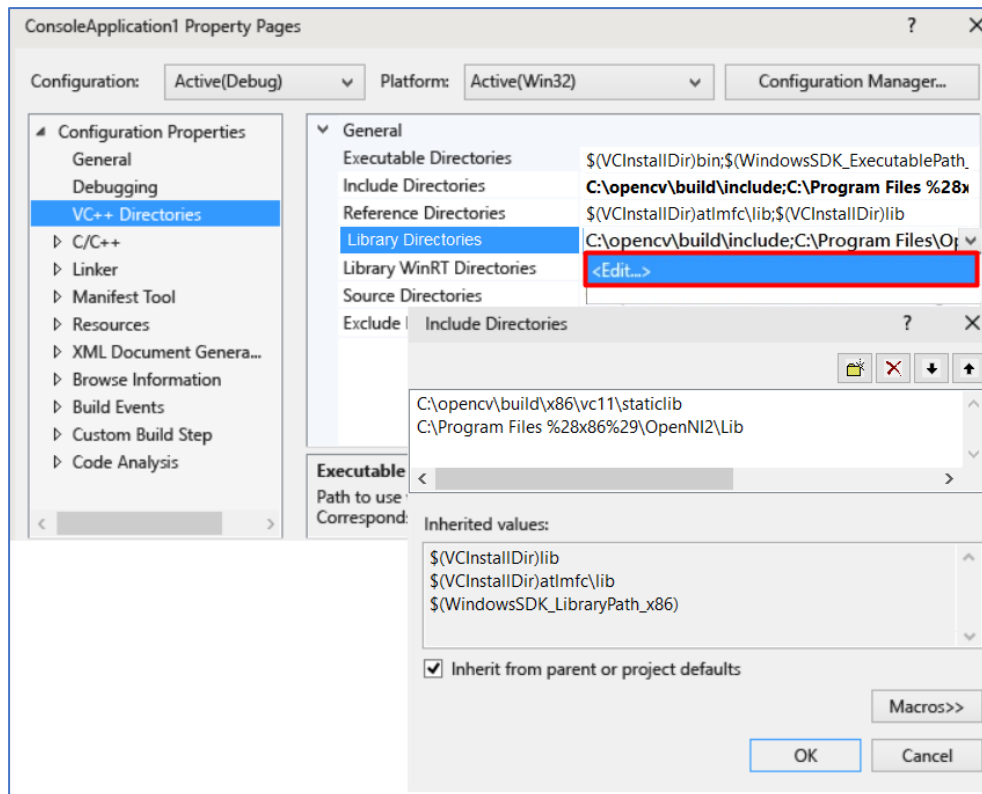 ConsoleApplication1 Property Pages ?
Configuration: Active(Debug) Platform: Active(Win32) Configuration Manager...
Configuration Properties
General
Debugging
VC++ Directories
C/C++
Linker
Manifest Tool
Resources
XML Document Genera...
Browse Information
Build Events
Custom Build Step
Code Analysis
General
Executable Directories $(VCInstallDir)bin;$(WindowsSDK_ExecutablePath_
Include Directories C:\opencv\build\include;C:\Program Files %28x
Reference Directories $(VCInstallDir)atlmfc\lib;$(VCInstallDir)lib
Library Directories C:\opencv\build\include;C:\Program Files\Op
Library WinRT Directories <Edit...>
Source Directories
Exclude
Executable
Path to use
Correspond
Include Directories ?
C:\opencv\build\x86\vc11\staticlib
C:\Program Files %28x86%29\OpenNI2\Lib
Inherited values:
$(VCInstallDir)lib
$(VCInstallDir)atlmfc\lib
$(WindowsSDK_LibraryPath_x86)
Inherit from parent or project defaults
Macros>>
OK Cancel